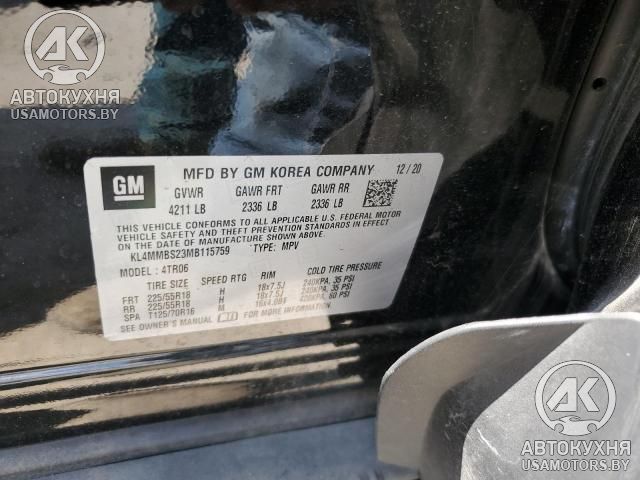 AK
АВТОКУХНЯ
USAMOTORS.BY
GM
MFD BY GM KOREA COMPANY 12/20
GVWR GAWR FRT GAWR RR
4211 LB 2336 LB 2336 LB
THIS VEHICLE CONFORMS TO ALL APPLICABLE U.S. FEDERAL MOTOR
VEHICLE SAFETY, BUMPER, AND THEFT PREVENTION STANDARDS IN
EFFECT ON THE DATE OF MANUFACTURE SHOWN ABOVE.
KL4MMBS23MB115759 TYPE: MPV
MODEL: 4TR06
TIRE SIZE SPEED RTG RIM COLD TIRE PRESSURE
FRT 225/55R18 H 18x7.5J 240KPA, 35 PSI
RR 225/55R18 H 18x7.5J 240KPA, 35 PSI
SPA T125/70R16 M 420KPA, 60 PSI
SEE OWNER'S MANUAL FOR MORE INFORMATION.
AK
АВТОКУХНЯ
USAMOTORS.BY